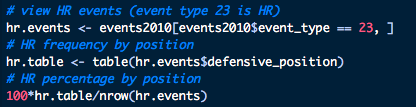 # view HR events (event type 23 is HR)
hr.events <- events2010[events2010$event_type == 23, ]
# HR frequency by position
hr.table <- table(hr.events$defensive_position)
# HR percentage by position
100*hr.table/nrow(hr.events)